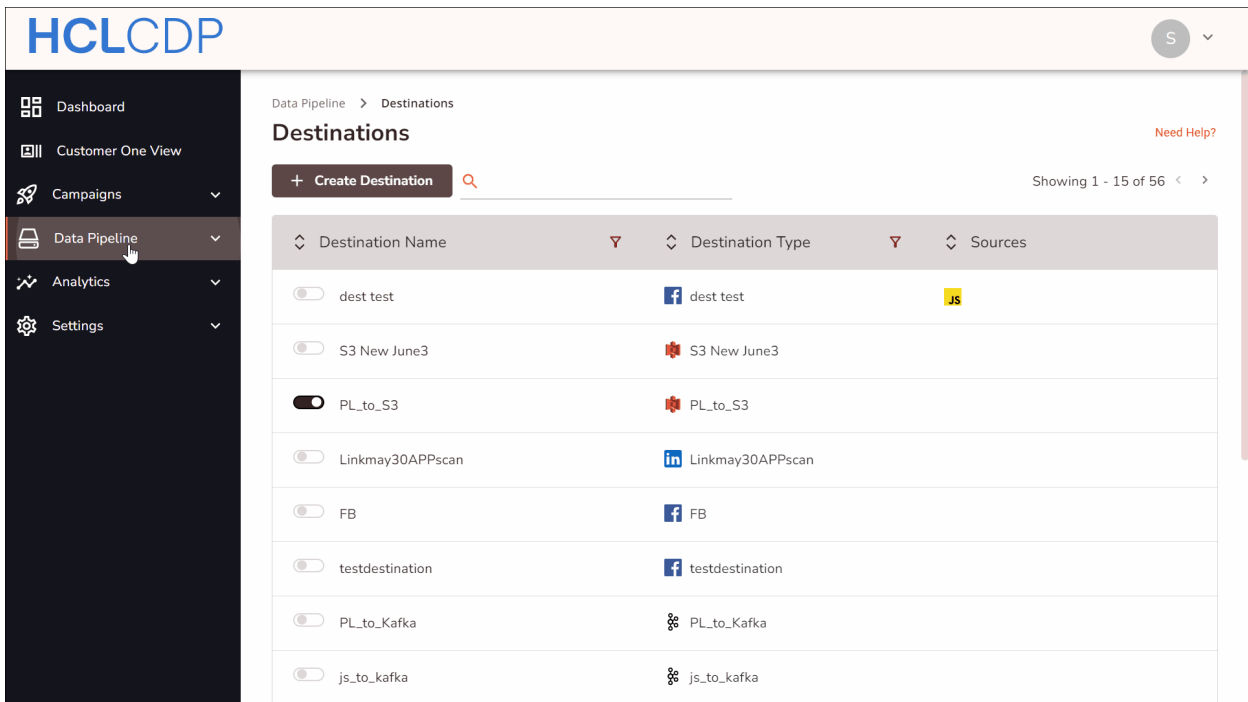 HCLCDP
S
Dashboard
Customer One View
Campaigns
Data Pipeline
Analytics
Settings
Data Pipeline > Destinations
Destinations
Need Help?
+ Create Destination
Showing 1 - 15 of 56 < >
Destination Name Destination Type Sources
dest test dest test JS
S3 New June3 S3 New June3
PL_to_S3 PL_to_S3
Linkmay30APPscan in Linkmay30APPscan
FB f FB
testdestination f testdestination
PL_to_Kafka PL_to_Kafka
js_to_kafka js_to_kafka